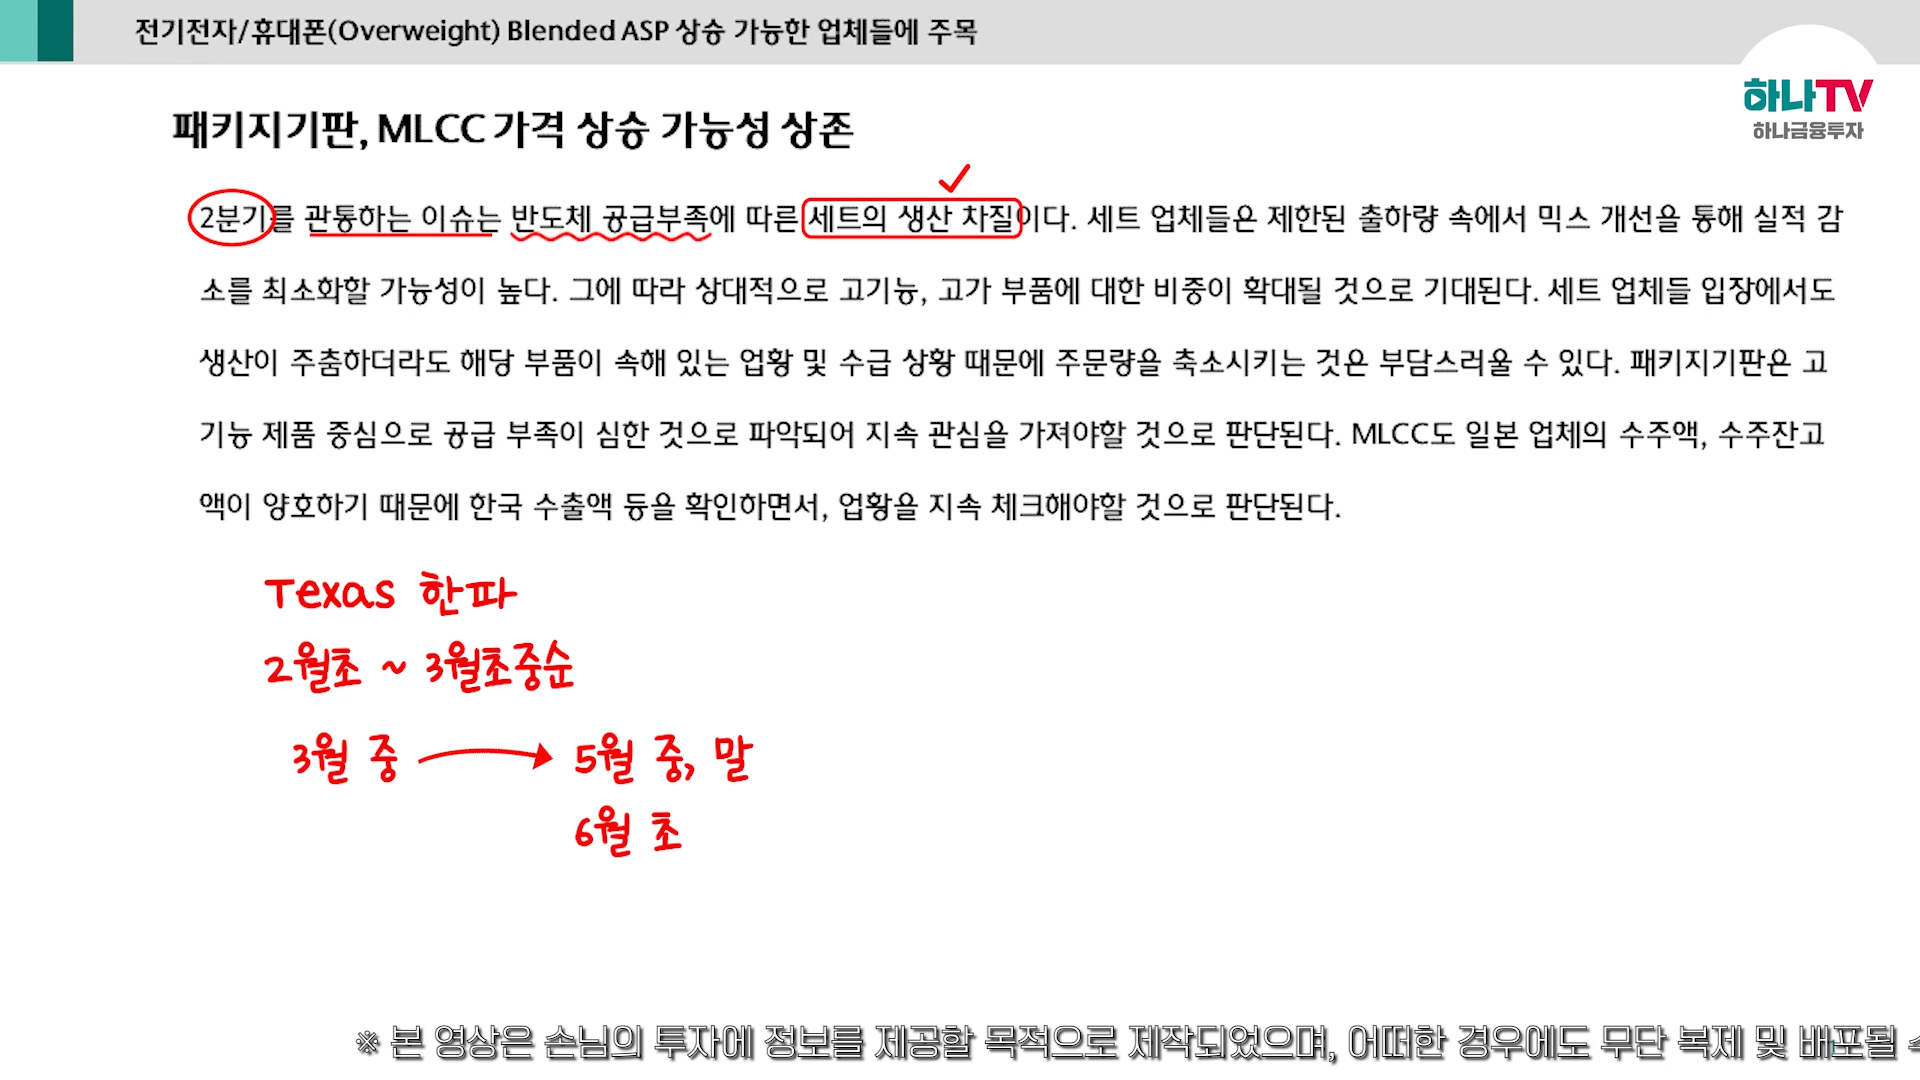 전기전자/휴대폰(Overweight) Blended ASP 상승 가능한 업체들에 주목
하나TV
하나금융투자
패키지기판, MLCC 가격 상승 가능성 상존
2분기를 관통하는 이슈는 반도체 공급부족에 따른 세트의 생산 차질이다. 세트 업체들은 제한된 출하량 속에서 믹스 개선을 통해 실적 감
소를 최소화할 가능성이 높다. 그에 따라 상대적으로 고기능, 고가 부품에 대한 비중이 확대될 것으로 기대된다. 세트 업체들 입장에서도
생산이 주춤하더라도 해당 부품이 속해 있는 업황 및 수급 상황 때문에 주문량을 축소시키는 것은 부담스러울 수 있다. 패키지기판은 고
기능 제품 중심으로 공급 부족이 심한 것으로 파악되어 지속 관심을 가져야할 것으로 판단된다. MLCC도 일본 업체의 수주액, 수주잔고
액이 양호하기 때문에 한국 수출액 등을 확인하면서, 업황을 지속 체크해야할 것으로 판단된다.
Texas 한파
2월초 ~ 3월초중순
3월 중 → 5월 중, 말
6월 초
※ 본 영상은 손님의 투자에 정보를 제공할 목적으로 제작되었으며, 어떠한 경우에도 무단 복제 및 배포될